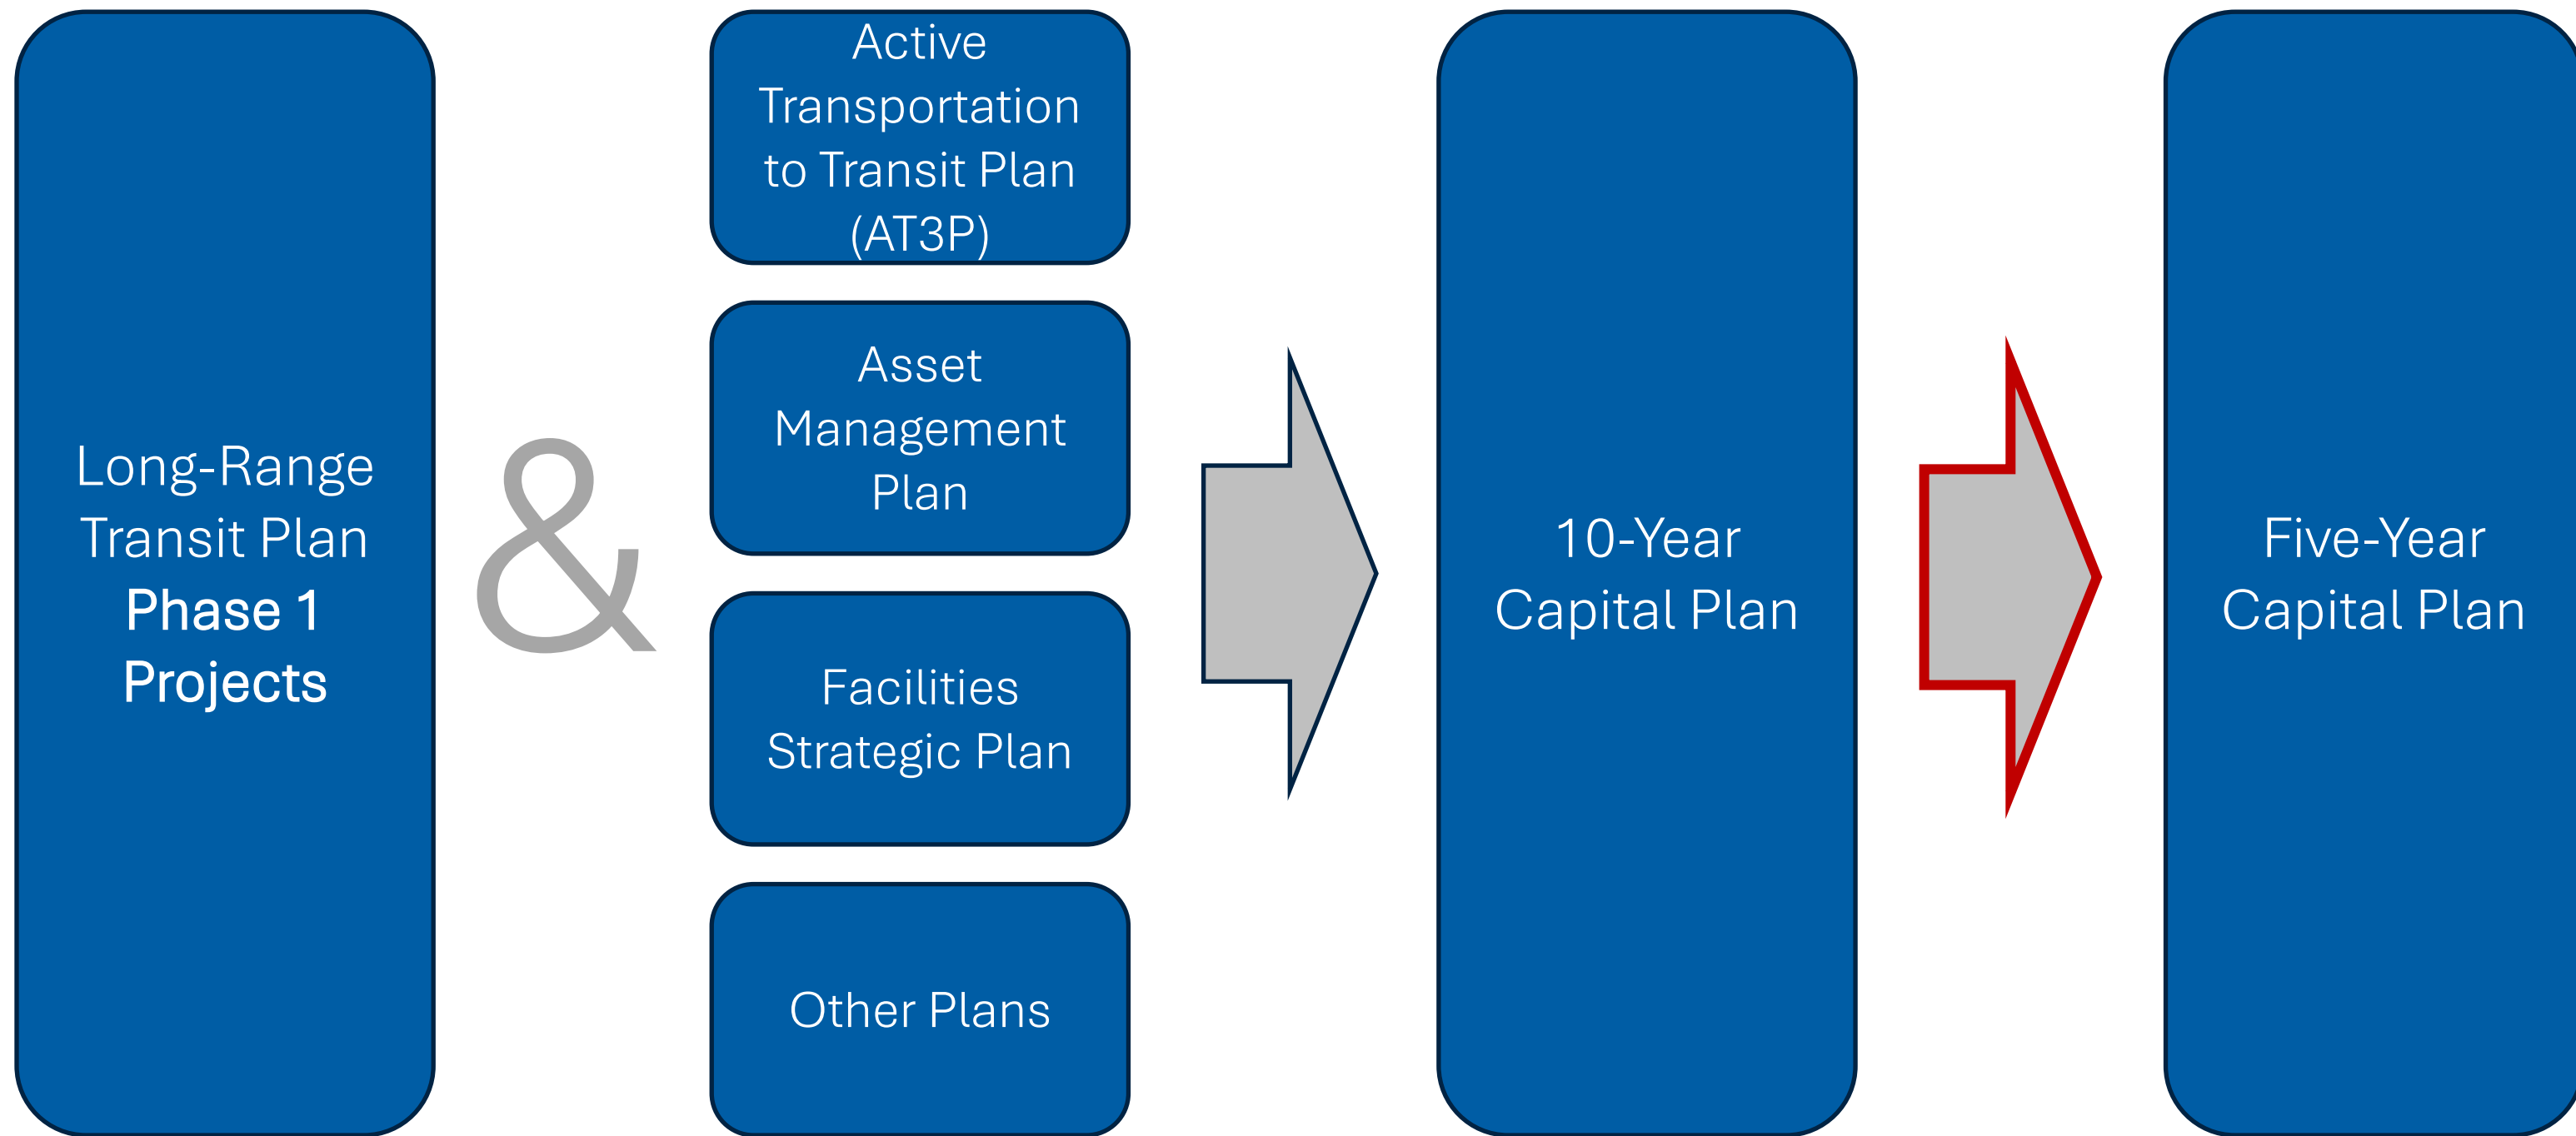 Long-Range
Transit Plan
Phase 1
Projects
&
Active
Transportation
to Transit Plan
(AT3P)
Asset
Management
Plan
Facilities
Strategic Plan
Other Plans
10-Year
Capital Plan
Five-Year
Capital Plan